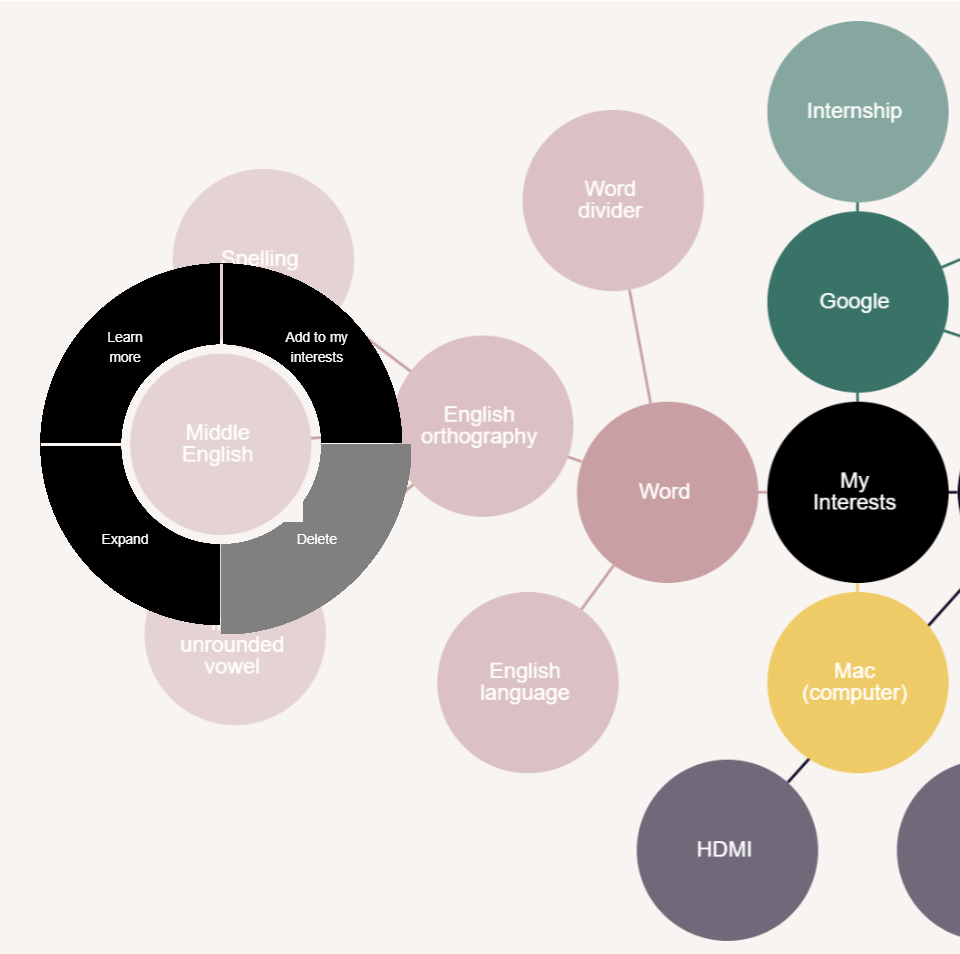 Internship
Word
divider
Spelling
Google
Learn
more
Add to my
interests
Middle
English
English
orthography
Word
My
Interests
Expand
Delete
unrounded
vowel
English
language
Mac
(computer)
HDMI